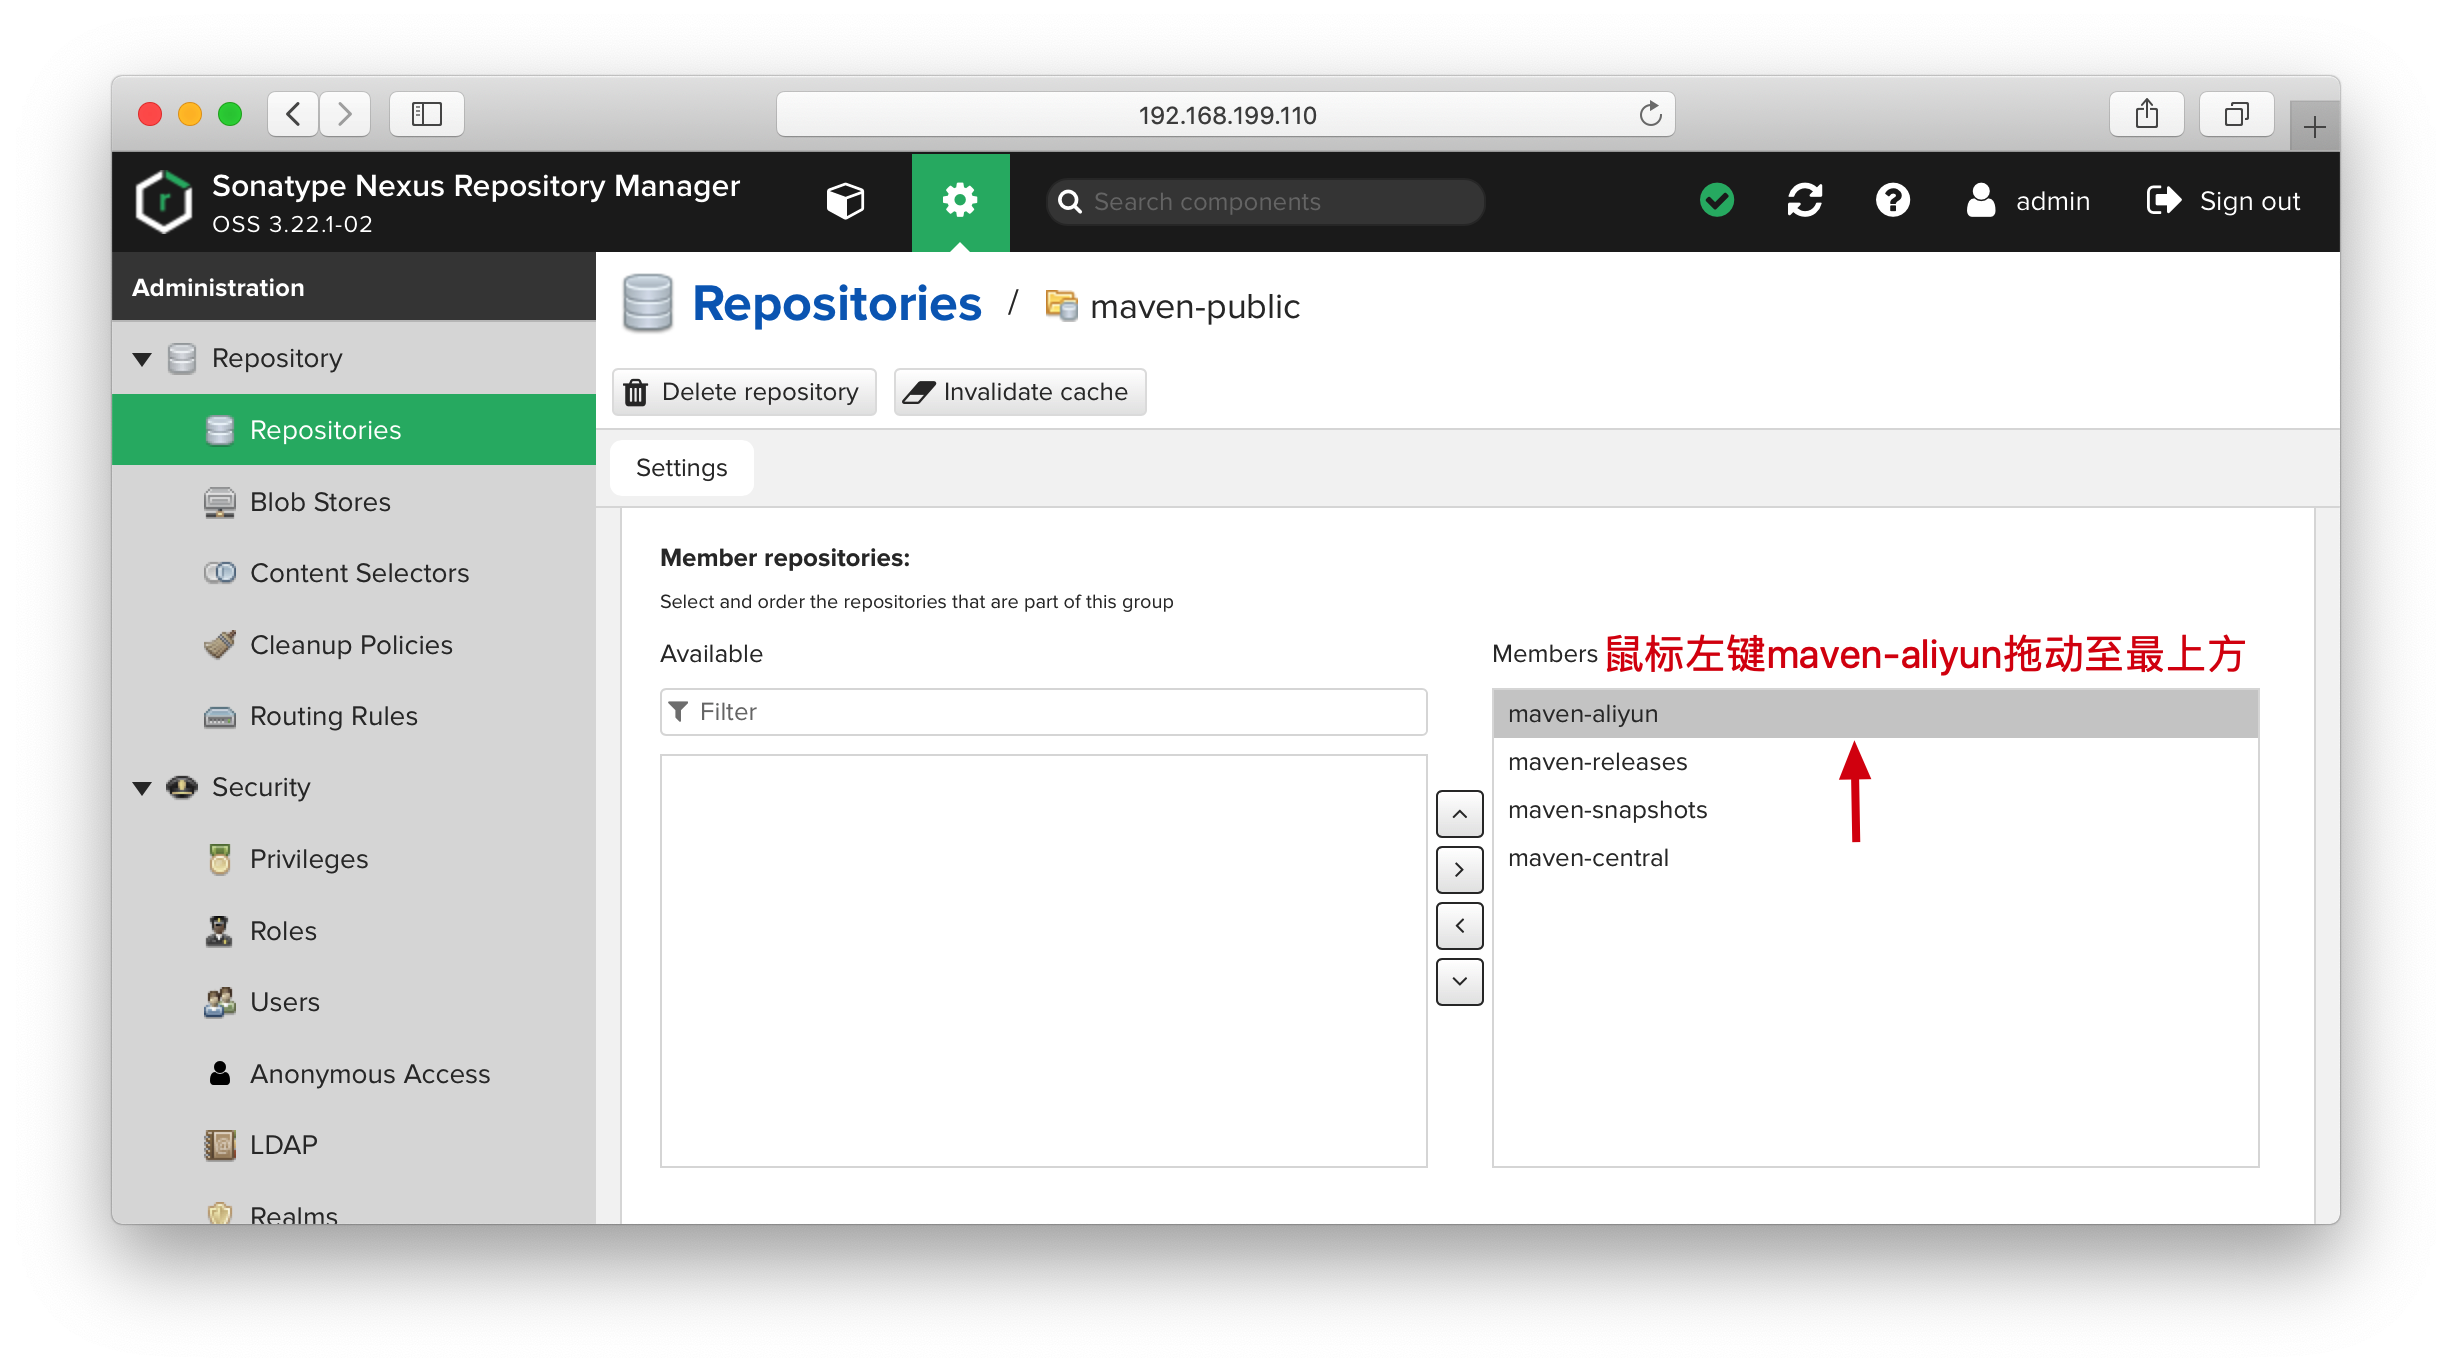 192.168.199.110
Sonatype Nexus Repository Manager
OSS 3.22.1-02
Search components
admin
Sign out
Administration
Repository
Repositories
Blob Stores
Content Selectors
Cleanup Policies
Routing Rules
Security
Privileges
Roles
Users
Anonymous Access
LDAP
Realms
Repositories / maven-public
Delete repository
Invalidate cache
Settings
Member repositories:
Select and order the repositories that are part of this group
Available
Filter
Members 鼠标左键maven-aliyun拖动至最上方
maven-aliyun
maven-releases
maven-snapshots
maven-central